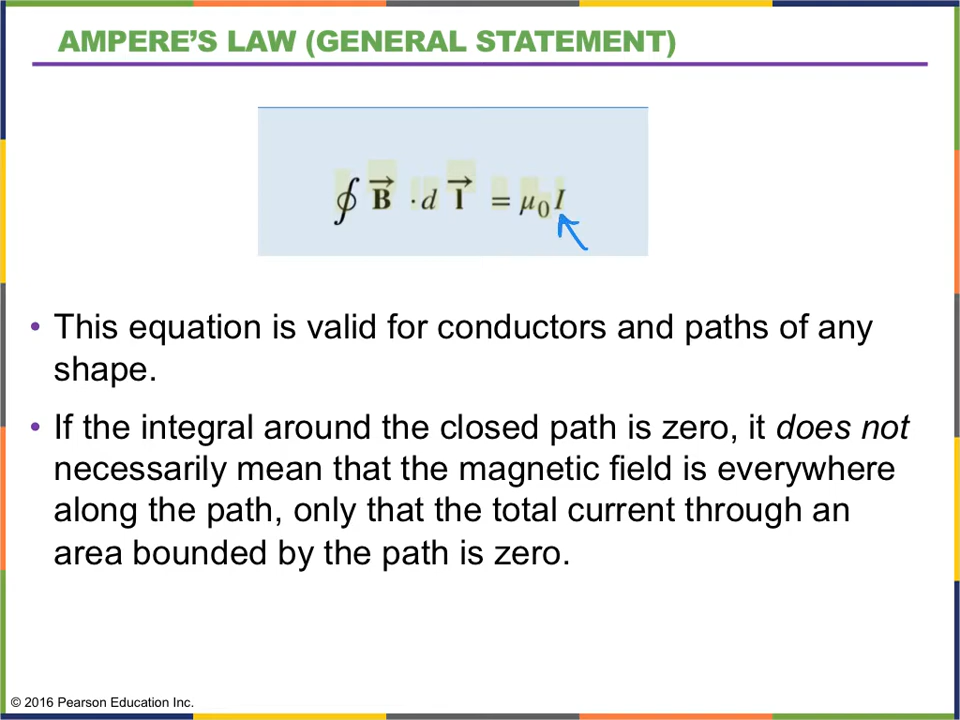 AMPERE'S LAW (GENERAL STATEMENT)
∮ B⃗ · d l⃗ = μ₀I
• This equation is valid for conductors and paths of any
shape.
• If the integral around the closed path is zero, it does not
necessarily mean that the magnetic field is everywhere
along the path, only that the total current through an
area bounded by the path is zero.
© 2016 Pearson Education Inc.